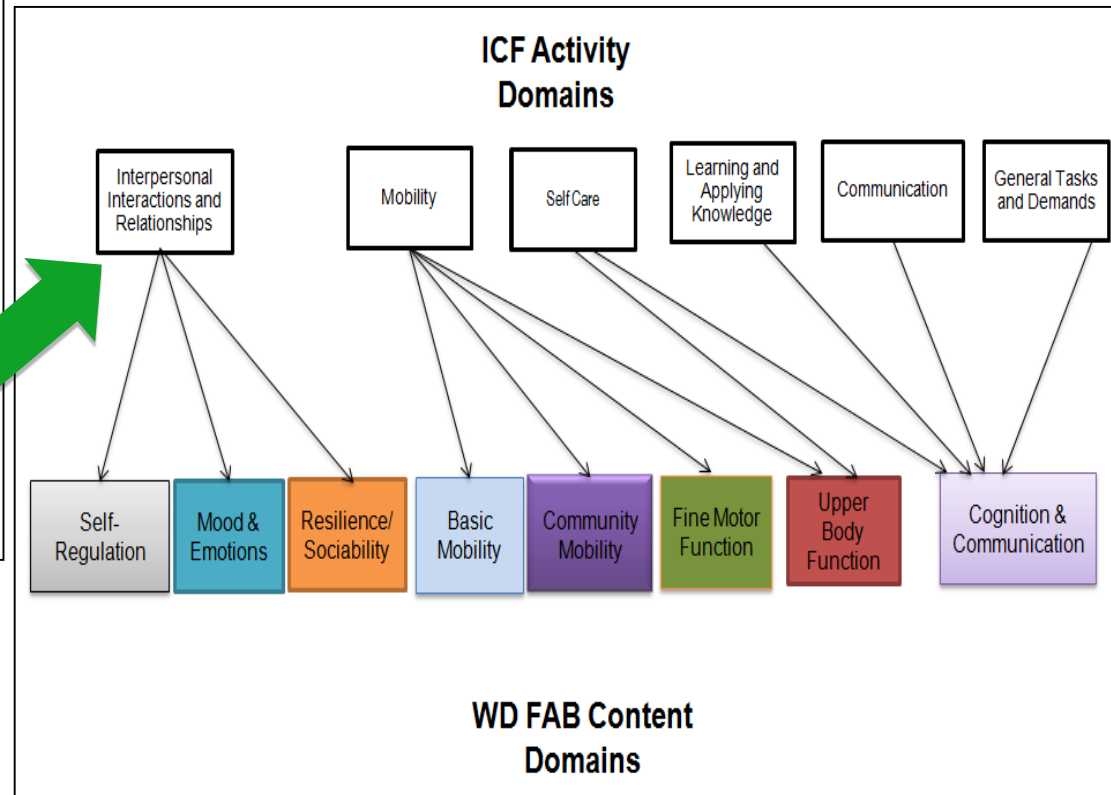 ICF Activity
Domains
Interpersonal
Interactions and
Relationships
Mobility
Self Care
Learning and
Applying
Knowledge
Communication
General Tasks
and Demands
Self-
Regulation
Mood &
Emotions
Resilience/
Sociability
Basic
Mobility
Community
Mobility
Fine Motor
Function
Upper
Body
Function
Cognition &
Communication
WD FAB Content
Domains